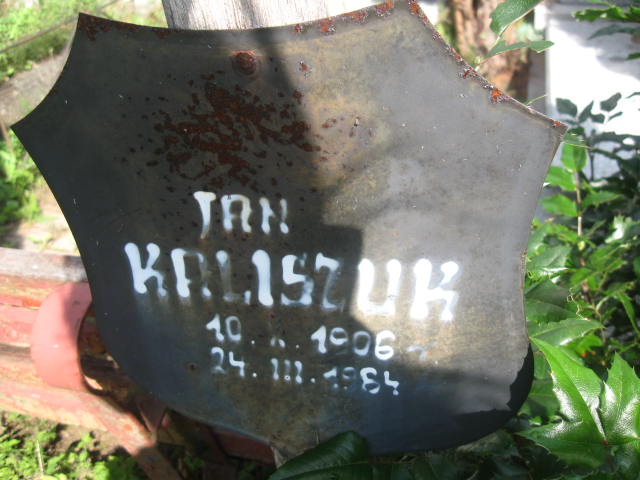 JAN
KALISZUK
10. X. 1906 -
24. III. 1984